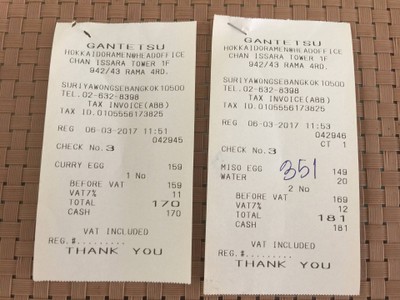 GANTETSU
HOKKAIDORAMENWHEADOFFICE
CHAN ISSARA TOWER 1F
942/43 RAMA 4RD.
SURIYAWONGSEBANGKOK10500
TEL.02-632-8398
TAX INVOICE(ABB)
TAX ID.0105556173825
REG 06-03-2017 11:51
042945
CHECK No.3
CURRY EGG 159
1 No
BEFORE VAT 159
VAT7% 11
TOTAL 170
CASH 170
VAT INCLUDED
REG.$.........
THANK YOU
GANTETSU
HOKKAIDORAMENWHEADOFFICE
CHAN ISSARA TOWER 1F
942/43 RAMA 4RD.
SURIYAWONGSEBANGKOK10500
TEL.02-632-8398
TAX INVOICE(ABB)
TAX ID.0105556173825
REG 06-03-2017 11:53
042946
CT 1
CHECK No.3
351
MISO EGG 149
WATER 20
2 No
BEFORE VAT 169
VAT7% 12
TOTAL 181
CASH 181
VAT INCLUDED
REG.$.........
THANK YOU